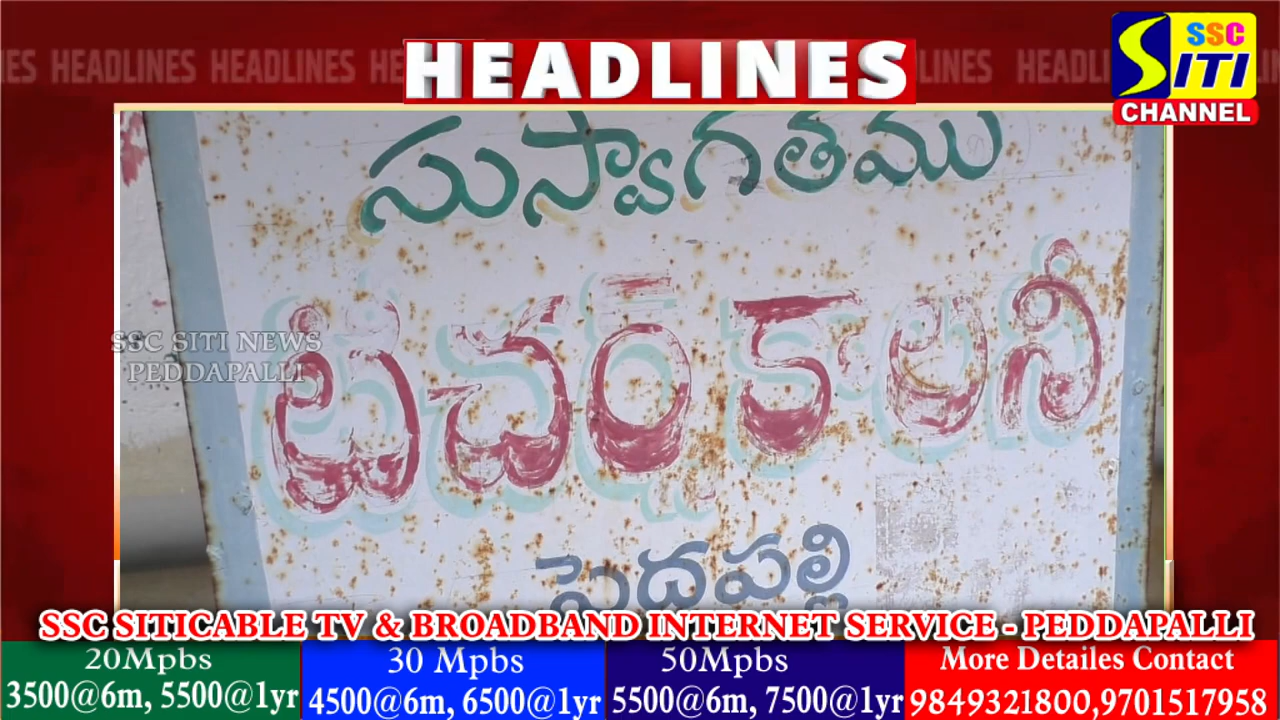 HEADLINES HEADLINES HEADLINES
SSC
SITI
CHANNEL
సుస్వాగతము
టీచర్ కాలనీ
SSC SITI NEWS
PEDDAPALLI
పెద్దపల్లి
SSC SITICABLE TV & BROADBAND INTERNET SERVICE - PEDDAPALLI
20Mpbs
3500@6m, 5500@1yr
30 Mpbs
4500@6m, 6500@1yr
50Mpbs
5500@6m, 7500@1yr
More Detailes Contact
9849321800,9701517958